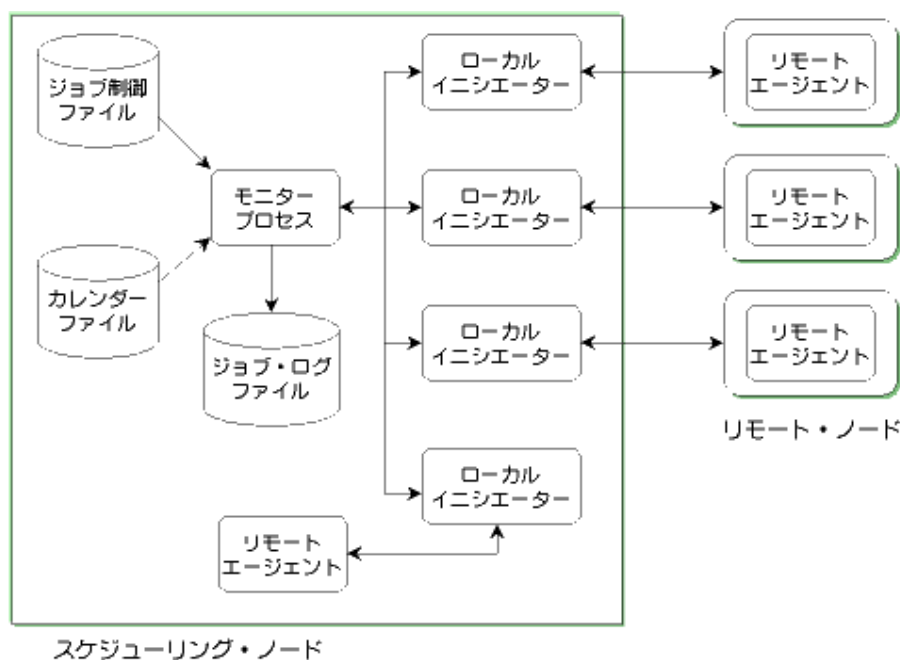 ジョブ制御
ファイル
カレンダー
ファイル
モニター
プロセス
ジョブ・ログ
ファイル
ローカル
イニシエーター
ローカル
イニシエーター
ローカル
イニシエーター
ローカル
イニシエーター
リモート
エージェント
リモート
エージェント
リモート
エージェント
リモート
エージェント
リモート・ノード
スケジューリング・ノード